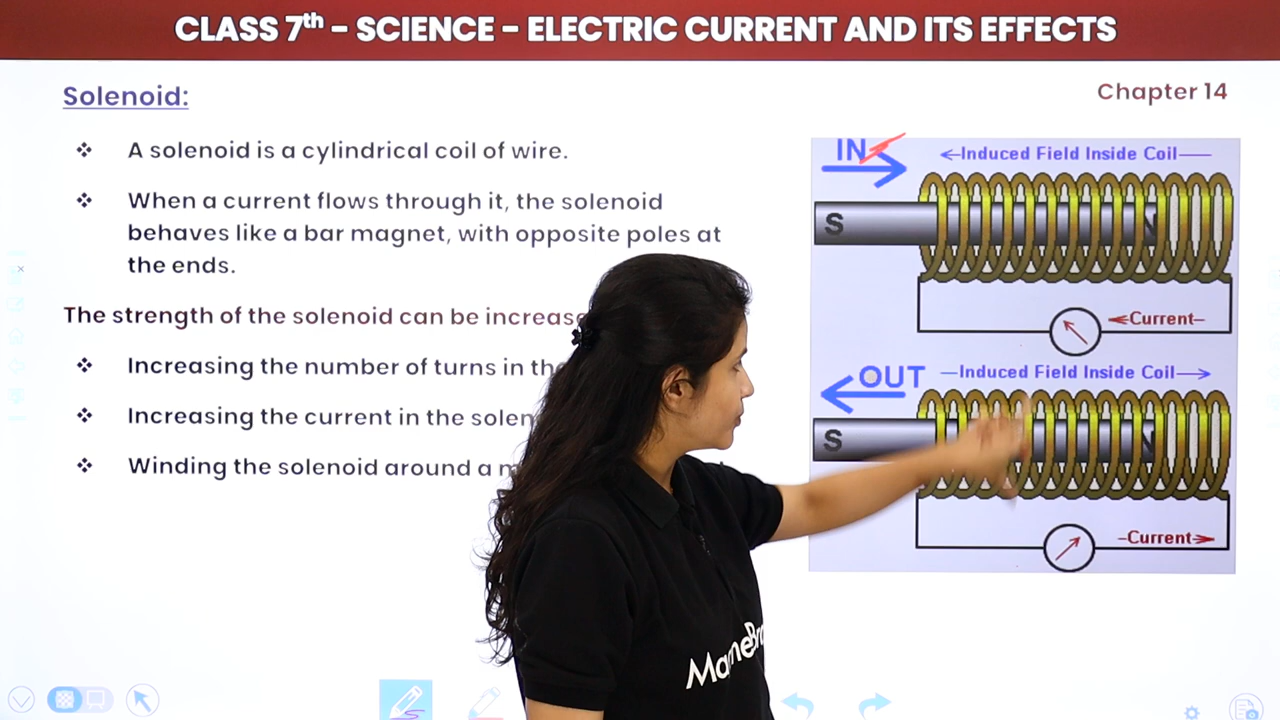 CLASS 7th – SCIENCE – ELECTRIC CURRENT AND ITS EFFECTS
Solenoid:
Chapter 14
❖ A solenoid is a cylindrical coil of wire.
❖ When a current flows through it, the solenoid
behaves like a bar magnet, with opposite poles at
the ends.
The strength of the solenoid can be
❖ Increasing the number of turns in
❖ Increasing the current in the
❖ Winding the solenoid around a
IN
Induced Field Inside Coil
S N
Current
OUT
Induced Field Inside Coil
S N
Current